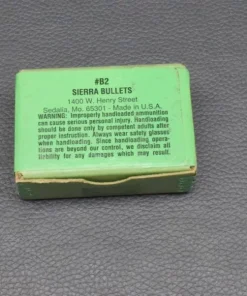 #B2
SIERRA BULLETS
1400 W. Henry Street
Sedalia, Mo. 65301 - Made in U.S.A.
WARNING: Improperly handloaded ammunition
can cause serious personal injury. Handloading
should be done only by competent adults after
proper instruction. Always wear safety glasses
when handloading. Since handloading opera-
tions are beyond our control, we disclaim all
liability for any damages which may result.